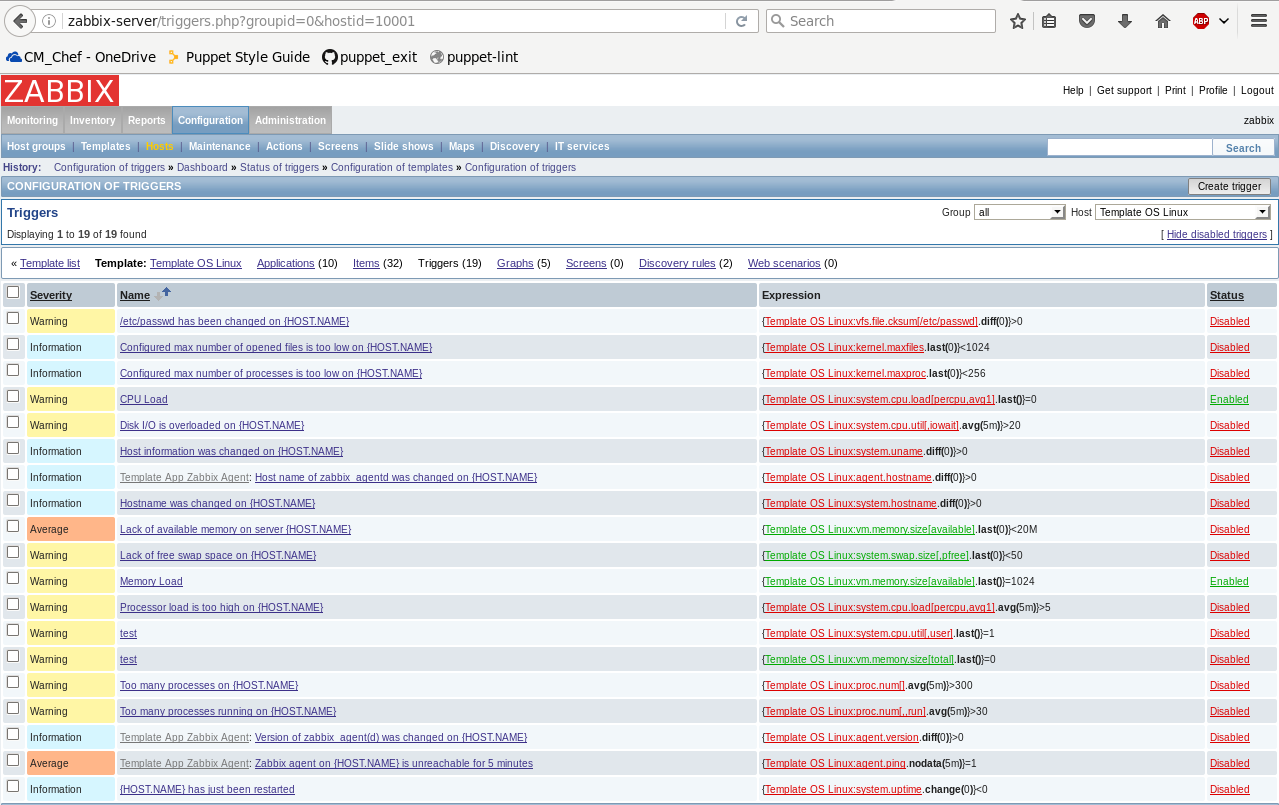 zabbix-server/triggers.php?groupid=0&hostid=10001 Search ABP
CM_Chef - OneDrive Puppet Style Guide puppet_exit puppet-lint
ZABBIX
Help | Get support | Print | Profile | Logout
Monitoring Inventory Reports Configuration Administration zabbix
Host groups | Templates | Hosts | Maintenance | Actions | Screens | Slide shows | Maps | Discovery | IT services Search
History: Configuration of triggers » Dashboard » Status of triggers » Configuration of templates » Configuration of triggers
CONFIGURATION OF TRIGGERS Create trigger
Triggers Group all Host Template OS Linux
Displaying 1 to 19 of 19 found [ Hide disabled triggers ]
« Template list Template: Template OS Linux Applications (10) Items (32) Triggers (19) Graphs (5) Screens (0) Discovery rules (2) Web scenarios (0)
Severity Name Expression Status
Warning /etc/passwd has been changed on {HOST.NAME} {Template OS Linux:vfs.file.cksum[/etc/passwd].diff(0)}>0 Disabled
Information Configured max number of opened files is too low on {HOST.NAME} {Template OS Linux:kernel.maxfiles.last(0)}<1024 Disabled
Information Configured max number of processes is too low on {HOST.NAME} {Template OS Linux:kernel.maxproc.last(0)}<256 Disabled
Warning CPU Load {Template OS Linux:system.cpu.load[percpu,avg1].last()}=0 Enabled
Warning Disk I/O is overloaded on {HOST.NAME} {Template OS Linux:system.cpu.util[,iowait].avg(5m)}>20 Disabled
Information Host information was changed on {HOST.NAME} {Template OS Linux:system.uname.diff(0)}>0 Disabled
Information Template App Zabbix Agent: Host name of zabbix_agentd was changed on {HOST.NAME} {Template OS Linux:agent.hostname.diff(0)}>0 Disabled
Information Hostname was changed on {HOST.NAME} {Template OS Linux:system.hostname.diff(0)}>0 Disabled
Average Lack of available memory on server {HOST.NAME} {Template OS Linux:vm.memory.size[available].last(0)}<20M Disabled
Warning Lack of free swap space on {HOST.NAME} {Template OS Linux:system.swap.size[,pfree].last(0)}<50 Disabled
Warning Memory Load {Template OS Linux:vm.memory.size[available].last()}=1024 Enabled
Warning Processor load is too high on {HOST.NAME} {Template OS Linux:system.cpu.load[percpu,avg1].avg(5m)}>5 Disabled
Warning test {Template OS Linux:system.cpu.util[,user].last()}=1 Disabled
Warning test {Template OS Linux:vm.memory.size[total].last()}=0 Disabled
Warning Too many processes on {HOST.NAME} {Template OS Linux:proc.num[].avg(5m)}>300 Disabled
Warning Too many processes running on {HOST.NAME} {Template OS Linux:proc.num[,,run].avg(5m)}>30 Disabled
Information Template App Zabbix Agent: Version of zabbix_agent(d) was changed on {HOST.NAME} {Template OS Linux:agent.version.diff(0)}>0 Disabled
Average Template App Zabbix Agent: Zabbix agent on {HOST.NAME} is unreachable for 5 minutes {Template OS Linux:agent.ping.nodata(5m)}=1 Disabled
Information {HOST.NAME} has just been restarted {Template OS Linux:system.uptime.change(0)}<0 Disabled